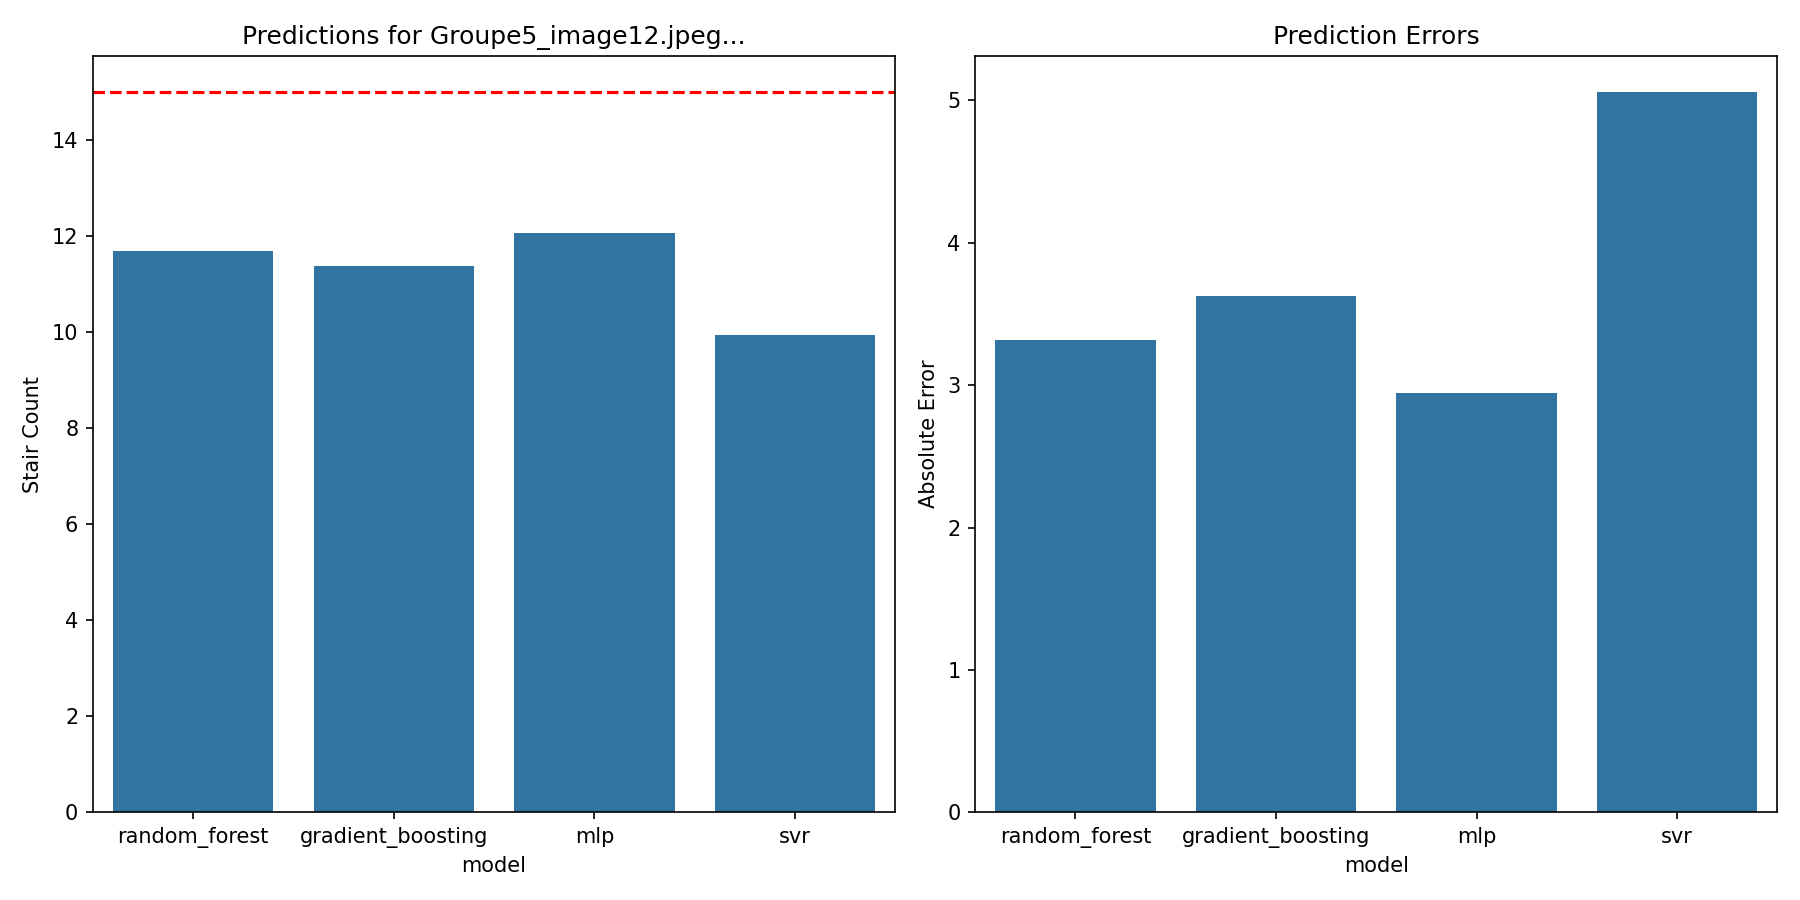 Predictions for Groupe5_image12.jpeg...
Stair Count
14
12
10
8
6
4
2
0
random_forest gradient_boosting mlp svr
model
Prediction Errors
Absolute Error
5
4
3
2
1
0
random_forest gradient_boosting mlp svr
model